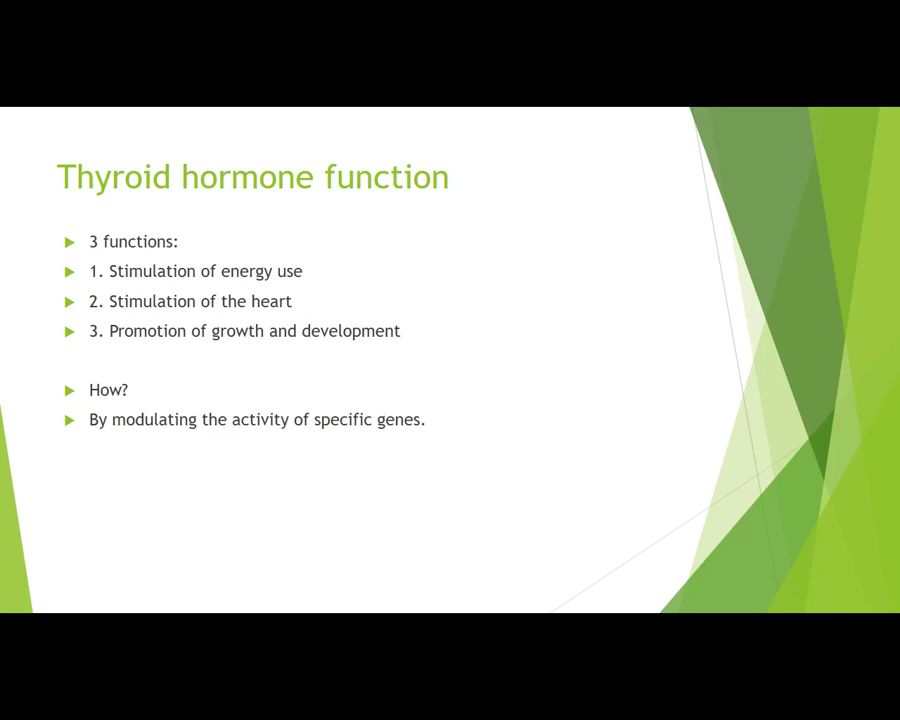 Thyroid hormone function
3 functions:
1. Stimulation of energy use
2. Stimulation of the heart
3. Promotion of growth and development
How?
By modulating the activity of specific genes.